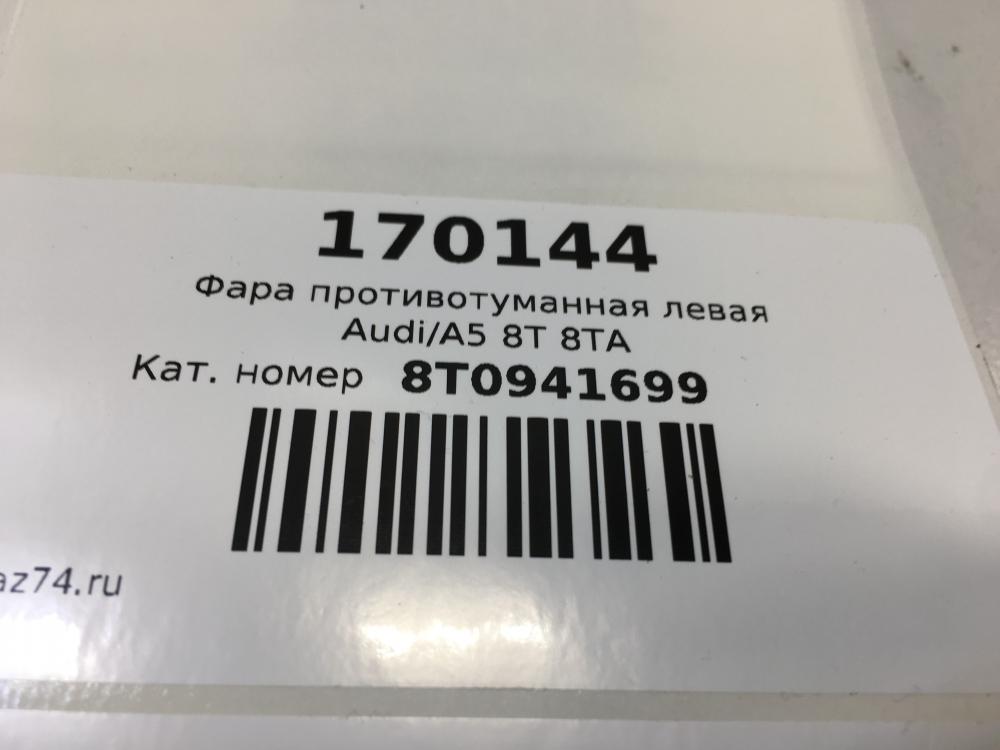 170144
Фара противотуманная левая
Audi/A5 8T 8TA
Кат. номер 8T0941699
az74.ru